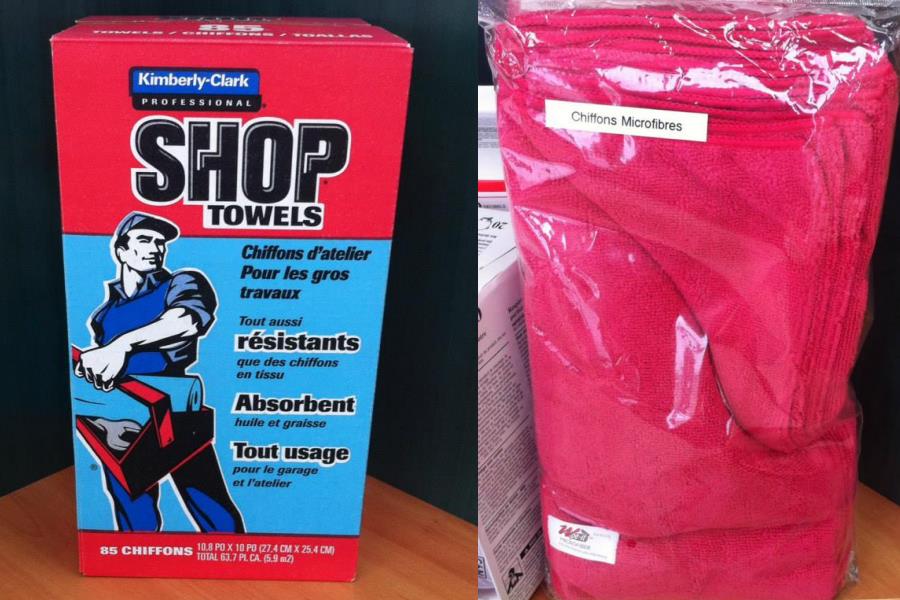 85
TOWELS / CHIFFONS / TOALLAS
Kimberly-Clark
PROFESSIONAL
SHOP
TOWELS
Chiffons d'atelier
Pour les gros
travaux
Tout aussi
résistants
que des chiffons
en tissu
Absorbent
huile et graisse
Tout usage
pour le garage
et l'atelier
85 CHIFFONS
10,8 PO X 10 PO (27.4 CM X 25.4 CM)
TOTAL 63.7 PI. CA. (5,9 m2)
Chiffons Microfibres
MICROFIBER